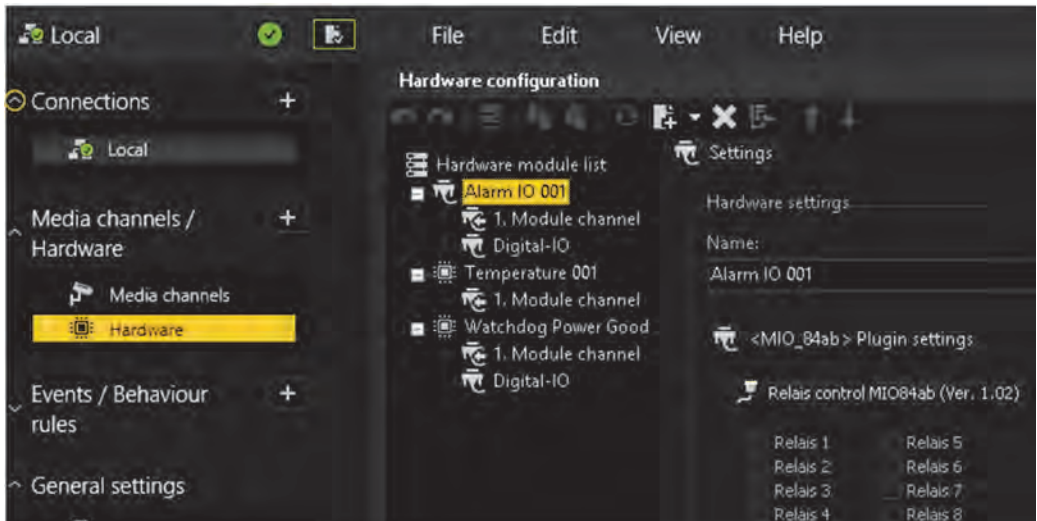 Local
File Edit View Help
Hardware configuration
Connections +
Local
Media channels / +
Hardware
Media channels
Hardware
Events / Behaviour +
rules
General settings
Hardware module list
Alarm IO 001
1. Module channel
Digital-IO
Temperature 001
1. Module channel
Watchdog Power Good
1. Module channel
Digital-IO
Settings
Hardware settings
Name:
Alarm IO 001
<MIO_84ab> Plugin settings
Relais control MIO84ab (Ver. 1.02)
Relais 1 Relais 5
Relais 2 Relais 6
Relais 3 Relais 7
Relais 4 Relais 8